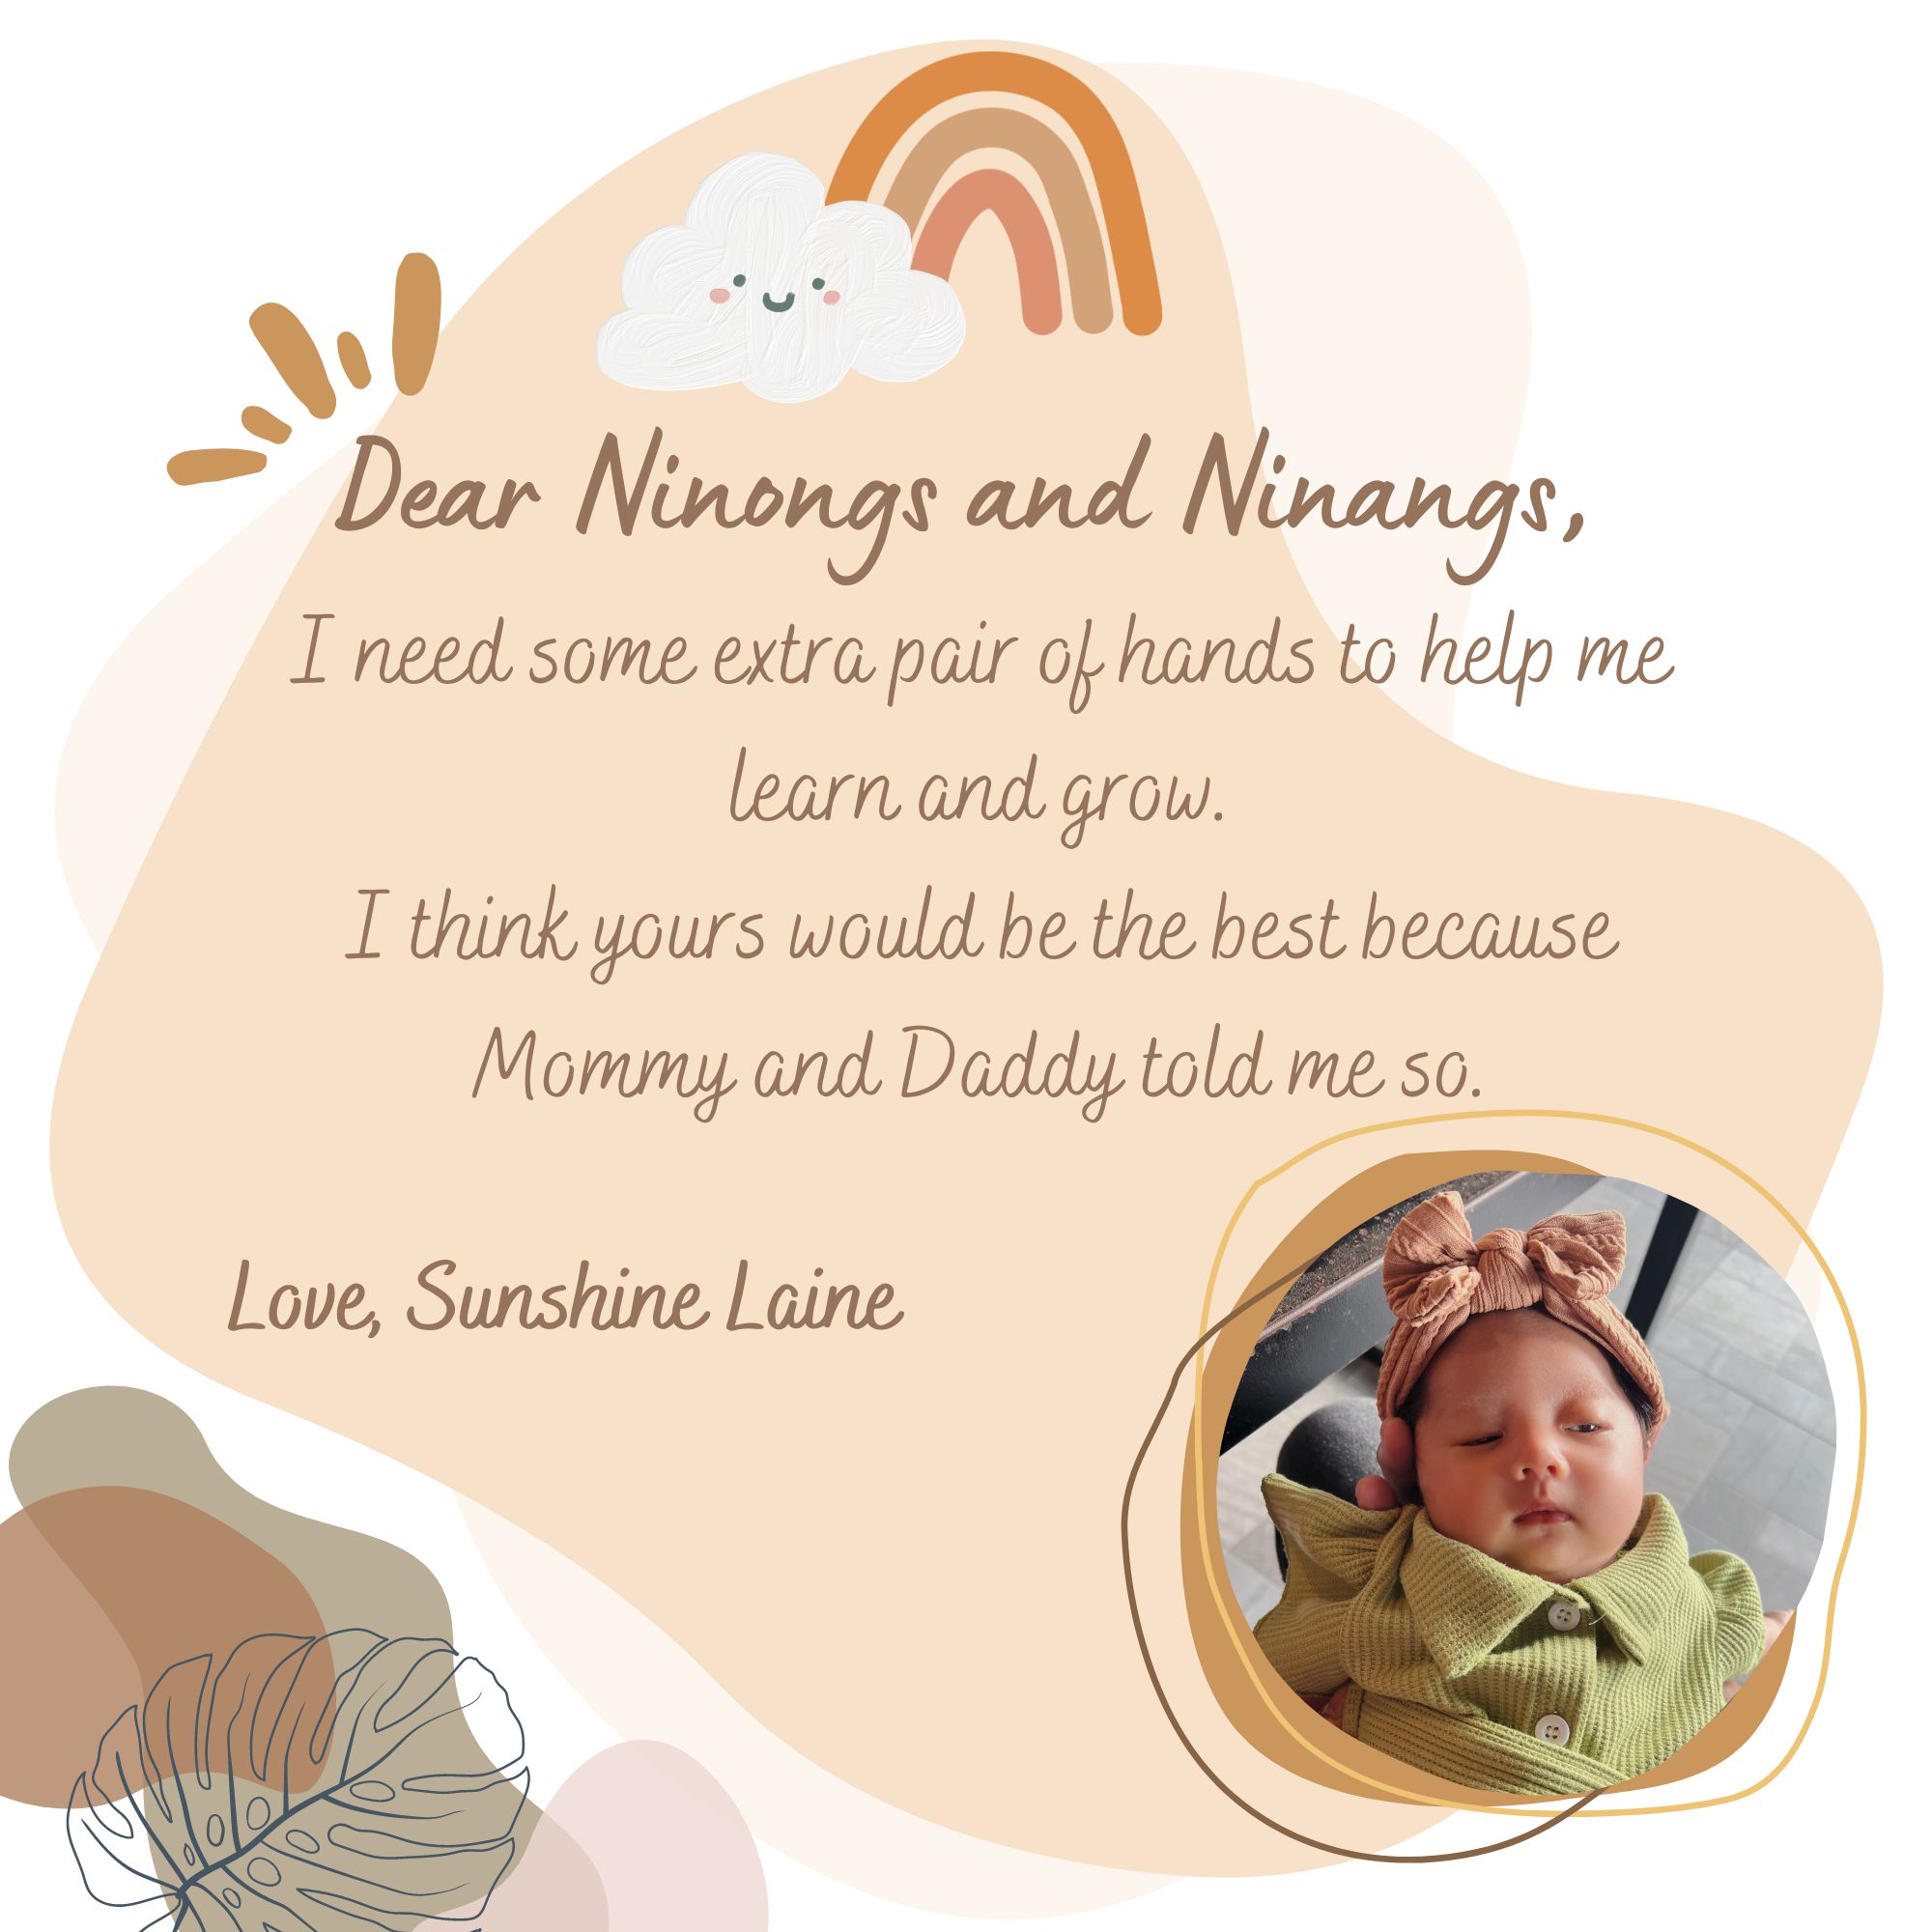 Dear Ninongs and Ninangs,
I need some extra pair of hands to help me
learn and grow.
I think yours would be the best because
Mommy and Daddy told me so.
Love, Sunshine Laine